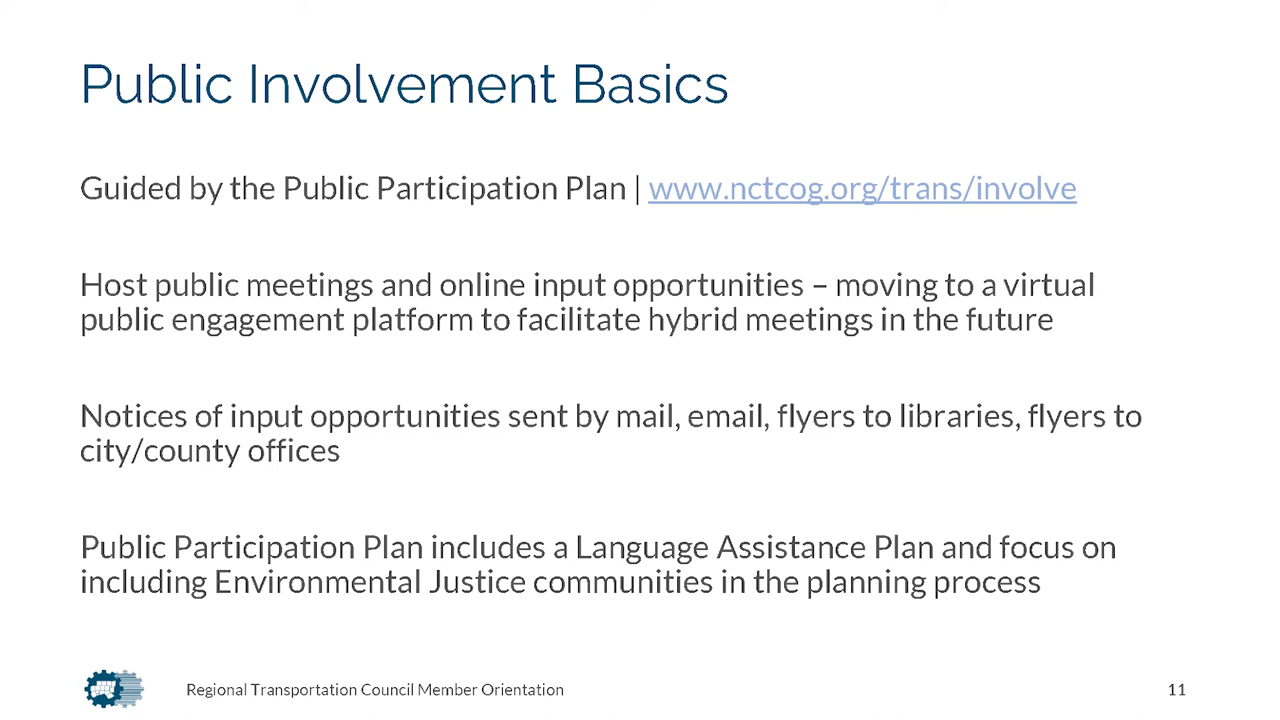 Public Involvement Basics
Guided by the Public Participation Plan | www.nctcog.org/trans/involve
Host public meetings and online input opportunities – moving to a virtual
public engagement platform to facilitate hybrid meetings in the future
Notices of input opportunities sent by mail, email, flyers to libraries, flyers to
city/county offices
Public Participation Plan includes a Language Assistance Plan and focus on
including Environmental Justice communities in the planning process
Regional Transportation Council Member Orientation
11